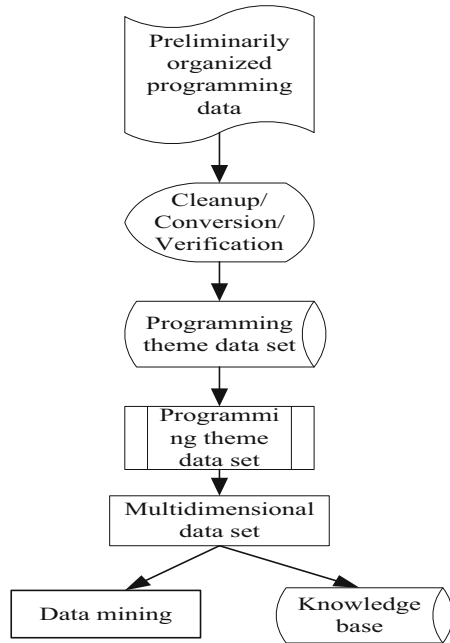 Preliminarily
organized
programming
data
Cleanup/
Conversion/
Verification
Programming
theme data set
Programmi
ng theme
data set
Multidimensional
data set
Data mining
Knowledge
base